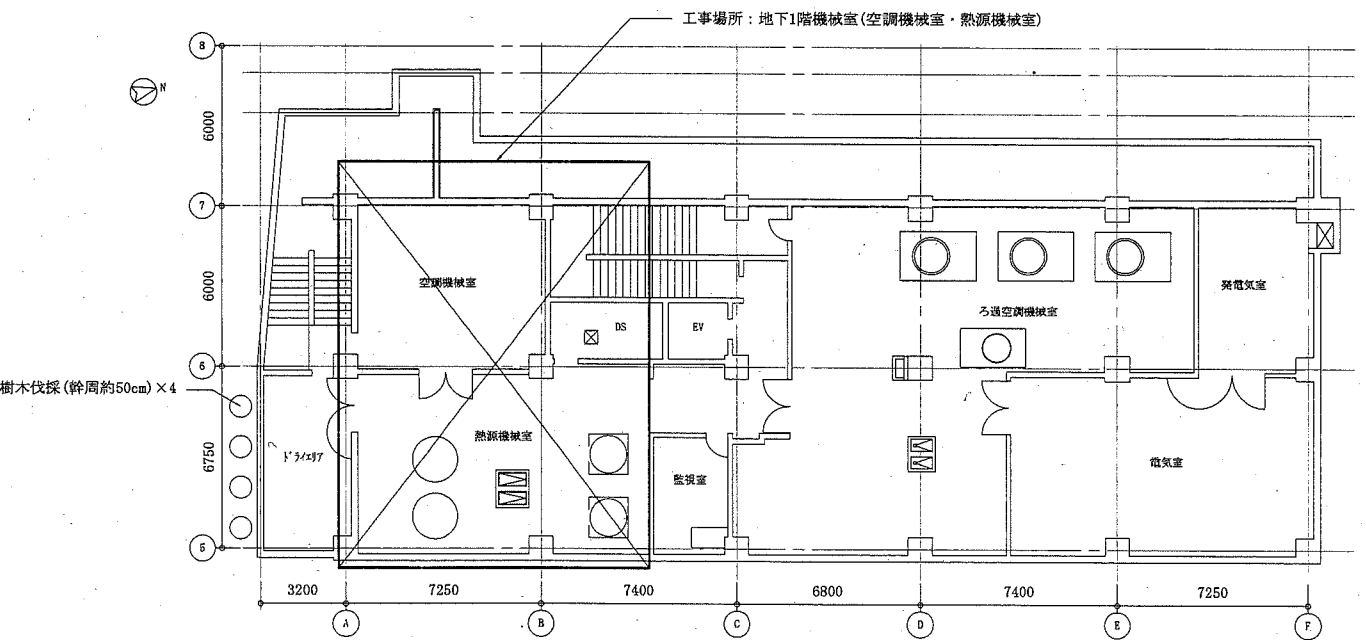 工事場所：地下1階機械室(空調機械室・熱源機械室)
8
N
6000
7
空調機械室
発電気室
6000
ろ過空調機械室
DS
EV
6
樹木伐採(幹周約50cm)×4
熱源機械室
6750
ドライエリア
監視室
電気室
5
3200
7250
7400
6800
7400
7250
A
B
C
D
E
F